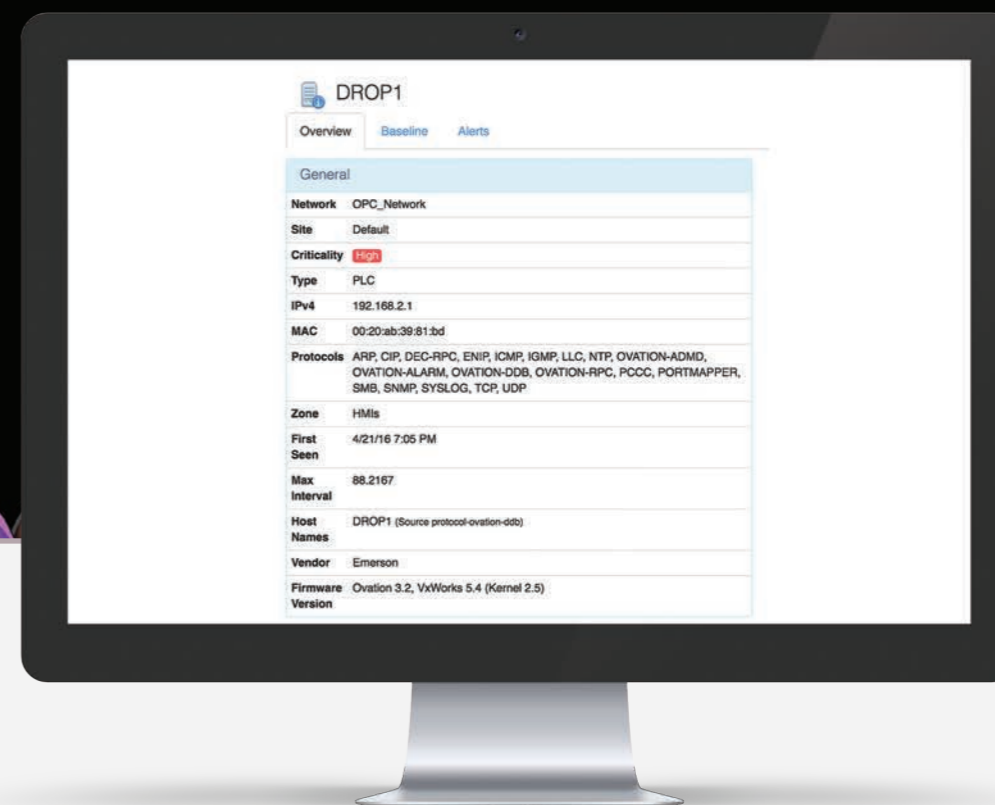 DROP1
Overview Baseline Alerts
General
Network OPC_Network
Site Default
Criticality High
Type PLC
IPv4 192.168.2.1
MAC 00:20:ab:39:81:bd
Protocols ARP, CIP, DEC-RPC, ENIP, ICMP, IGMP, LLC, NTP, OVATION-ADMD,
OVATION-ALARM, OVATION-DDB, OVATION-RPC, PCCC, PORTMAPPER,
SMB, SNMP, SYSLOG, TCP, UDP
Zone HMIs
First 4/21/16 7:05 PM
Seen
Max 88.2167
Interval
Host DROP1 (Source protocol-ovation-ddb)
Names
Vendor Emerson
Firmware Ovation 3.2, VxWorks 5.4 (Kernel 2.5)
Version